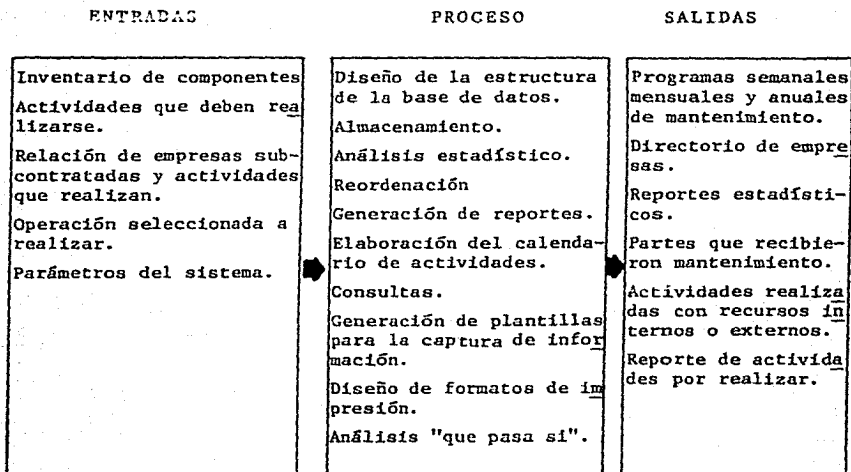 ENTRADAS
PROCESO
SALIDAS
Inventario de componentes
Actividades que deben rea
lizarse.
Relación de empresas sub-
contratadas y actividades
que realizan.
Operación seleccionada a
realizar.
Parámetros del sistema.
Diseño de la estructura
de la base de datos.
Almacenamiento.
Análisis estadístico.
Reordenación
Generación de reportes.
Elaboración del calenda-
rio de actividades.
Consultas.
Generación de plantillas
para la captura de infor
mación.
Diseño de formatos de im
presión.
Análisis "que pasa si".
Programas semanales
mensuales y anuales
de mantenimiento.
Directorio de empre
sas.
Reportes estadísti-
cos.
Partes que recibie-
ron mantenimiento.
Actividades realiza
das con recursos in
ternos o externos.
Reporte de activida
des por realizar.